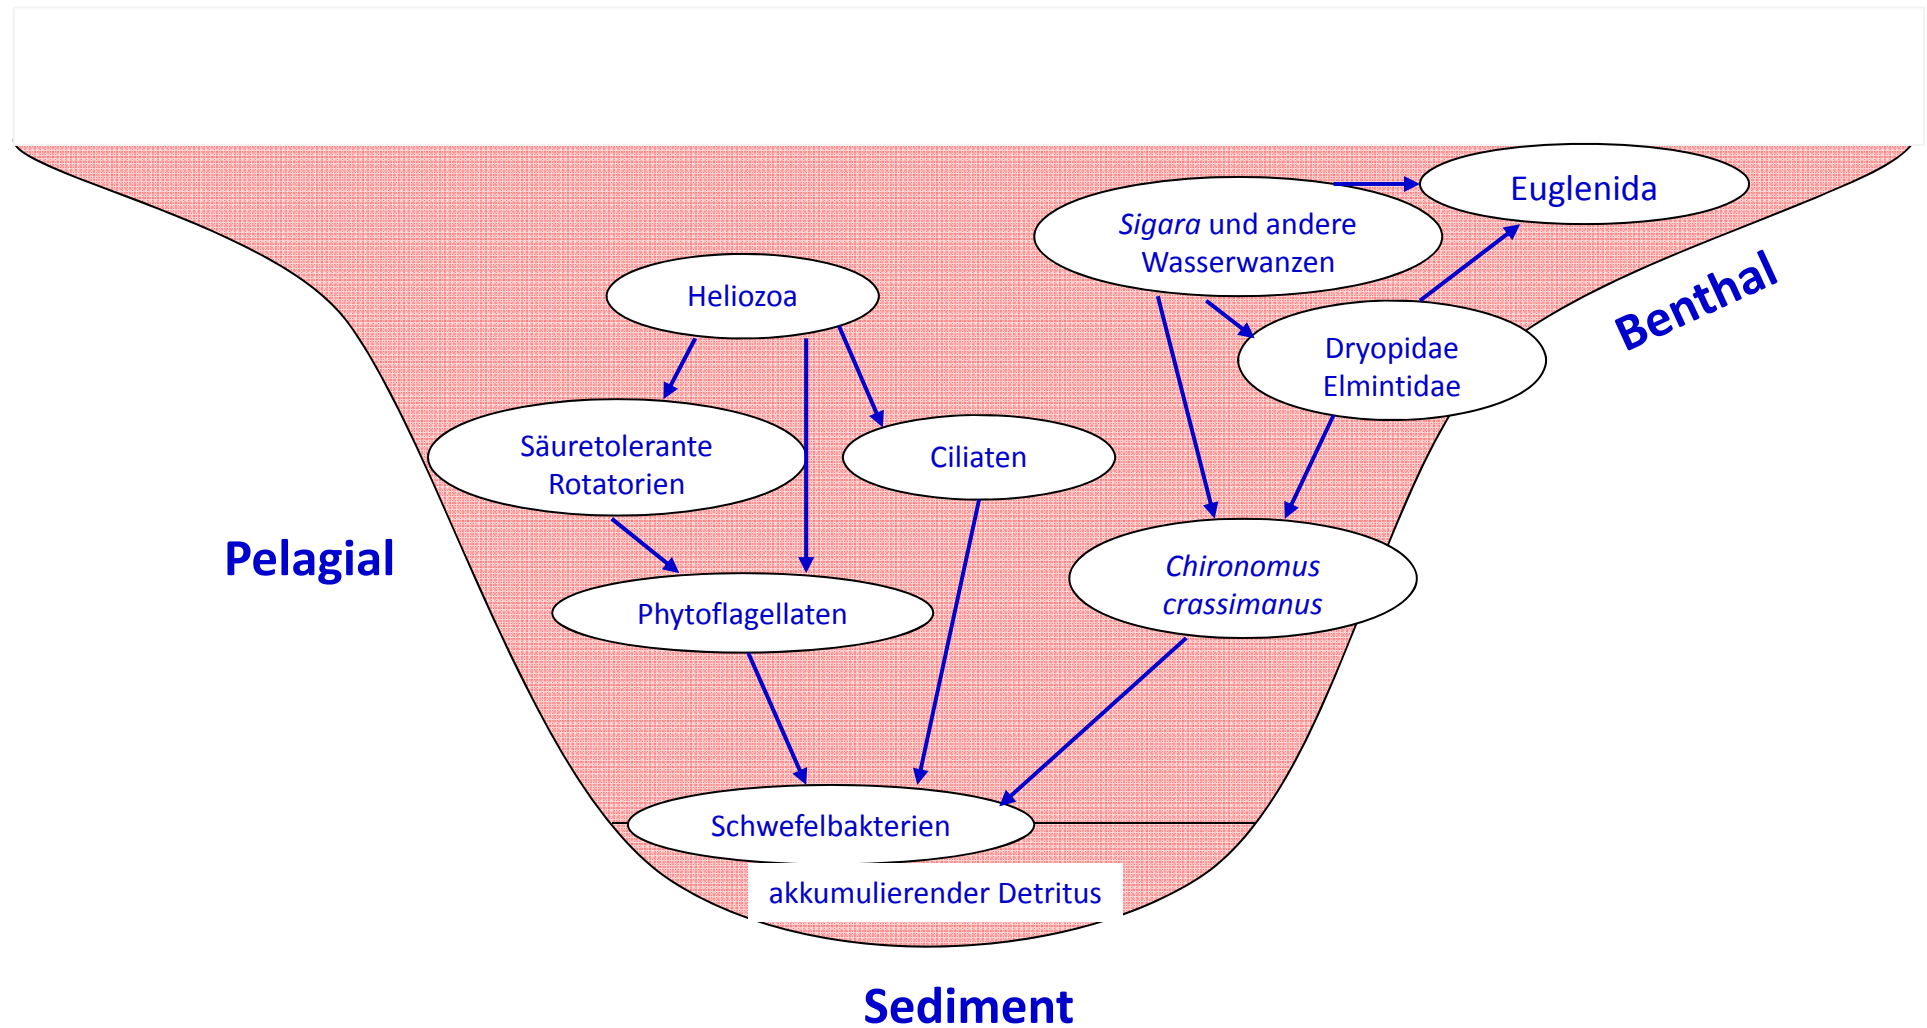 Euglenida
Sigara und andere
Wasserwanzen
Heliozoa
Benthal
Dryopidae
Elmintidae
Säuretolerante
Rotatorien
Ciliaten
Pelagial
Chironomus
crassimanus
Phytoflagellaten
Schwefelbakterien
akkumulierender Detritus
Sediment